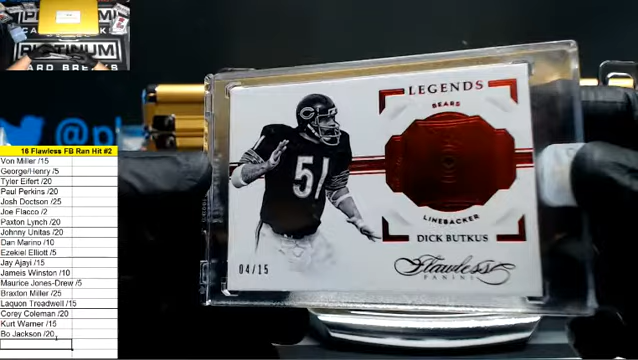 PLATINUM
CARD BREAKS
16 Flawless FB Ran Hit #2
Von Miller /15
George/Henry /5
Tyler Eifert /20
Paul Perkins /20
Josh Doctson /25
Joe Flacco /2
Paxton Lynch /20
Johnny Unitas /20
Dan Marino /10
Ezekiel Elliott /5
Jay Ajayi /15
Jameis Winston /10
Maurice Jones-Drew /5
Braxton Miller /25
Laquon Treadwell /15
Corey Coleman /20
Kurt Warner /15
Bo Jackson /20
LEGENDS
BEARS
51
LINEBACKER
DICK BUTKUS
04/15
Flawless
PANINI